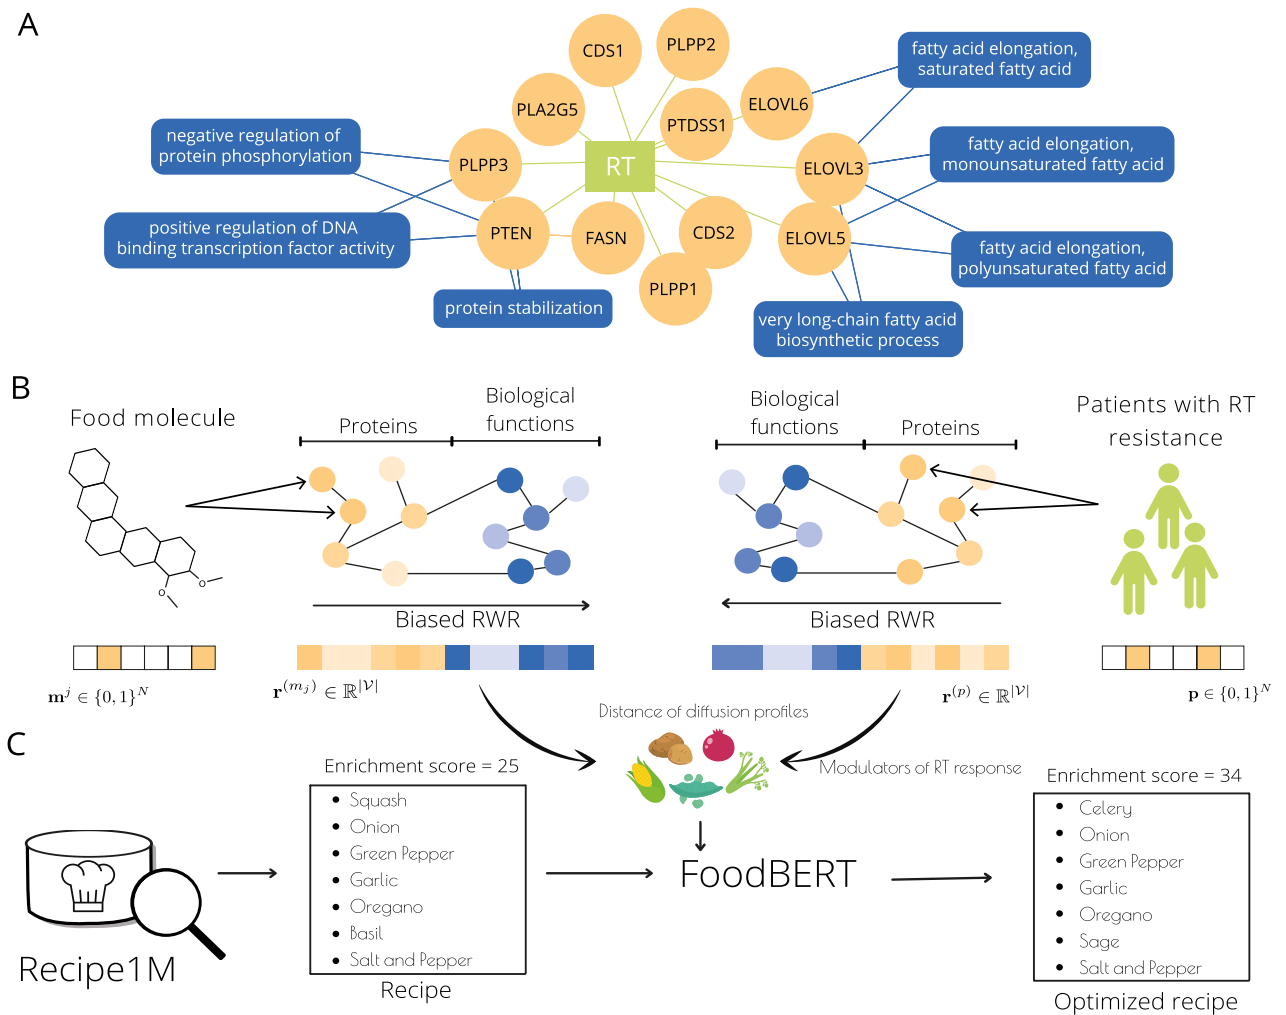 A
CDS1
PLPP2
PLA2G5
PTDSS1
ELOVL6
fatty acid elongation,
saturated fatty acid
negative regulation of
protein phosphorylation
PLPP3
RT
ELOVL3
fatty acid elongation,
monounsaturated fatty acid
positive regulation of DNA
binding transcription factor activity
PTEN
FASN
CDS2
ELOVL5
fatty acid elongation,
polyunsaturated fatty acid
PLPP1
protein stabilization
very long-chain fatty acid
biosynthetic process
B
Food molecule
Proteins
Biological
functions
Biological
functions
Proteins
Patients with RT
resistance
O
O
Biased RWR
Biased RWR
m^j ∈ {0, 1}^N
r^(m_j) ∈ ℝ^|𝒱|
r^(p) ∈ ℝ^|𝒱|
p ∈ {0, 1}^N
Distance of diffusion profiles
Modulators of RT response
C
Enrichment score = 25
Squash
Onion
Green Pepper
Garlic
Oregano
Basil
Salt and Pepper
Recipe
Recipe1M
FoodBERT
Enrichment score = 34
Celery
Onion
Green Pepper
Garlic
Oregano
Sage
Salt and Pepper
Optimized recipe